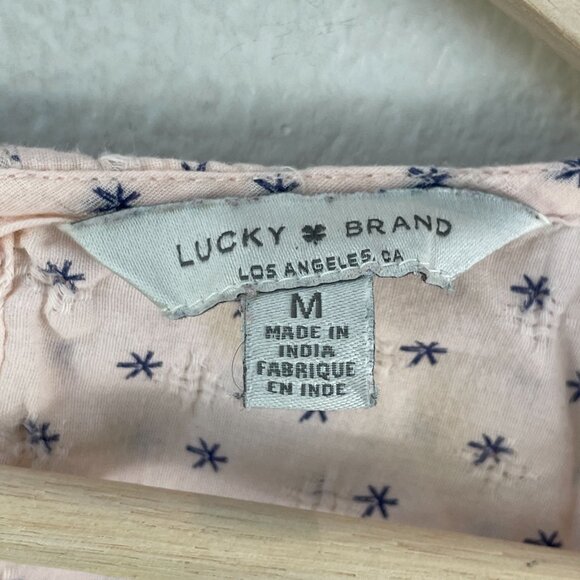 LUCKY BRAND
LOS ANGELES, CA
M
MADE IN
INDIA
FABRIQUE
EN INDE